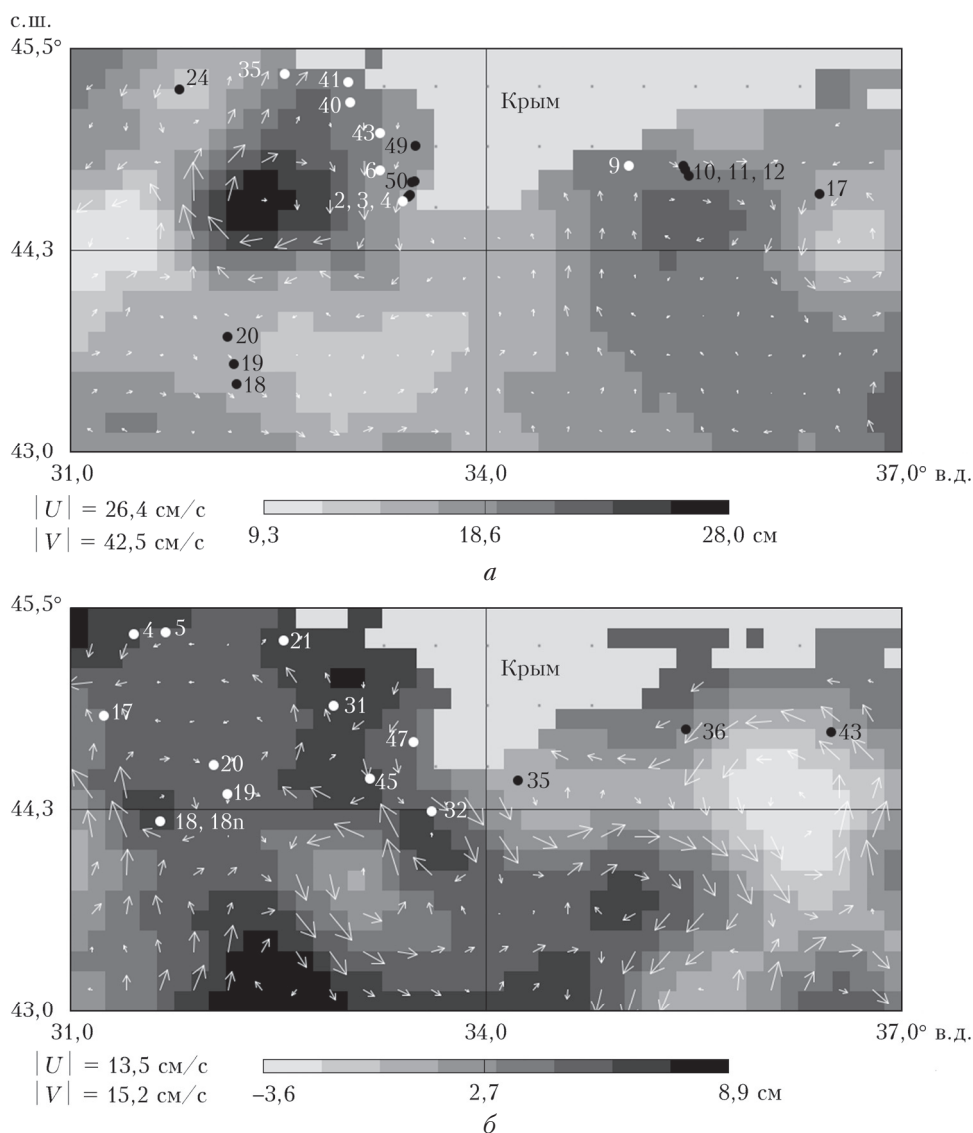 с.ш.
45,5°
24
35
41
40
Крым
43
49
6
50
2, 3, 4
9
10, 11, 12
17
44,3
20
19
18
43,0
31,0
34,0
37,0° в.д.
|U| = 26,4 см/с
|V| = 42,5 см/с
9,3
18,6
28,0 см
а
45,5°
4
5
21
Крым
17
31
47
36
43
20
45
35
19
44,3
32
18, 18п
43,0
31,0
34,0
37,0° в.д.
|U| = 13,5 см/с
|V| = 15,2 см/с
–3,6
2,7
8,9 см
б